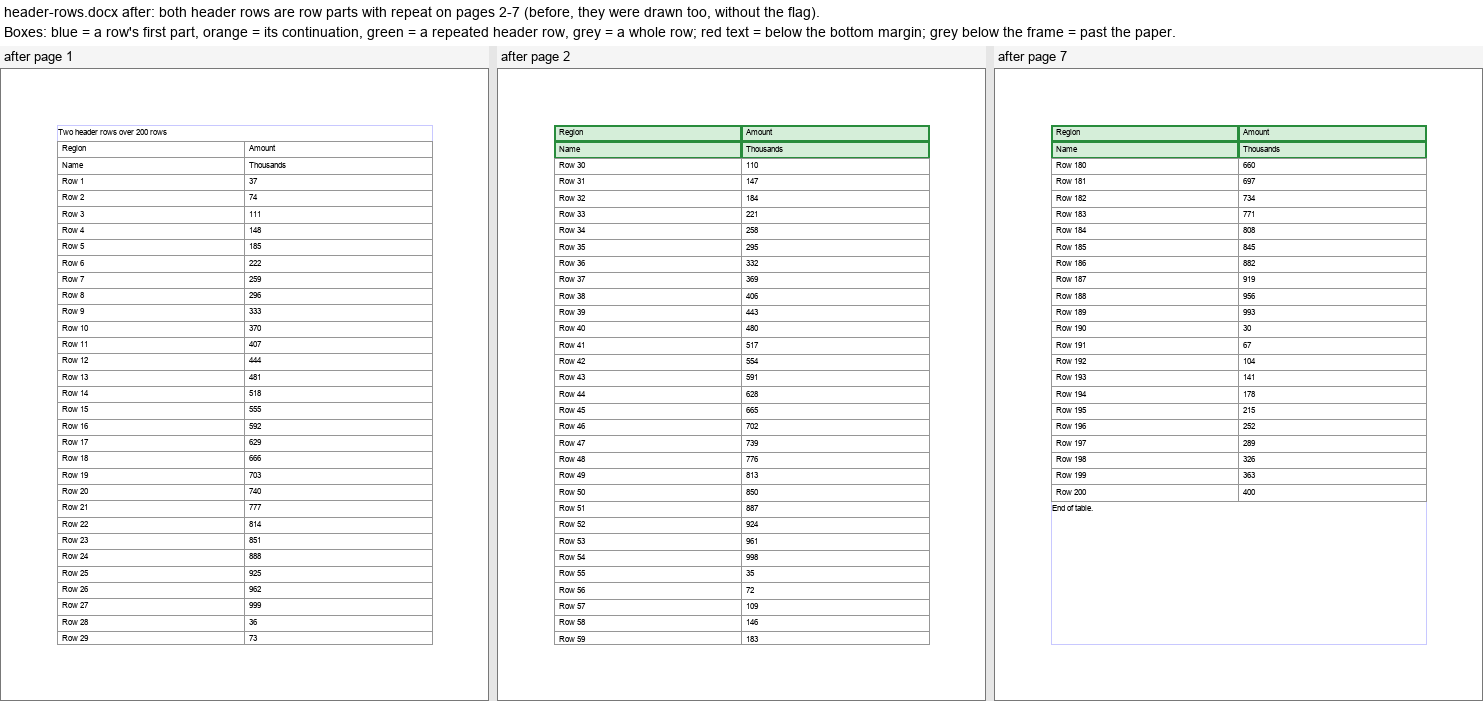 header-rows.docx after: both header rows are row parts with repeat on pages 2-7 (before, they were drawn too, without the flag).
Boxes: blue = a row's first part, orange = its continuation, green = a repeated header row, grey = a whole row; red text = below the bottom margin; grey below the frame = past the paper.
after page 1
Two header rows over 200 rows
Region Amount
Name Thousands
Row 1 37
Row 2 74
Row 3 111
Row 4 148
Row 5 185
Row 6 222
Row 7 259
Row 8 296
Row 9 333
Row 10 370
Row 11 407
Row 12 444
Row 13 481
Row 14 518
Row 15 555
Row 16 592
Row 17 629
Row 18 666
Row 19 703
Row 20 740
Row 21 777
Row 22 814
Row 23 851
Row 24 888
Row 25 925
Row 26 962
Row 27 999
Row 28 36
Row 29 73
after page 2
Region Amount
Name Thousands
Row 30 110
Row 31 147
Row 32 184
Row 33 221
Row 34 258
Row 35 295
Row 36 332
Row 37 369
Row 38 406
Row 39 443
Row 40 480
Row 41 517
Row 42 554
Row 43 591
Row 44 628
Row 45 665
Row 46 702
Row 47 739
Row 48 776
Row 49 813
Row 50 850
Row 51 887
Row 52 924
Row 53 961
Row 54 998
Row 55 35
Row 56 72
Row 57 109
Row 58 146
Row 59 183
after page 7
Region Amount
Name Thousands
Row 180 660
Row 181 697
Row 182 734
Row 183 771
Row 184 808
Row 185 845
Row 186 882
Row 187 919
Row 188 956
Row 189 993
Row 190 30
Row 191 67
Row 192 104
Row 193 141
Row 194 178
Row 195 215
Row 196 252
Row 197 289
Row 198 326
Row 199 363
Row 200 400
End of table.